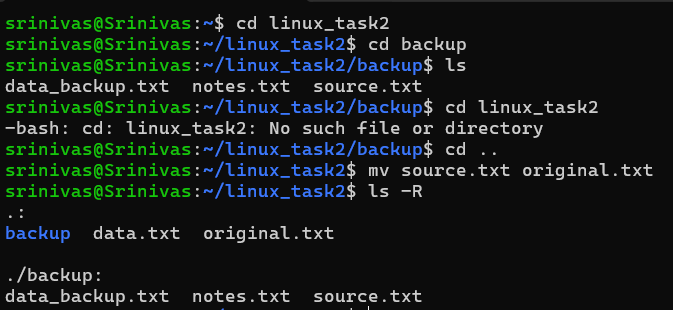 srinivas@Srinivas:~$ cd linux_task2
srinivas@Srinivas:~/linux_task2$ cd backup
srinivas@Srinivas:~/linux_task2/backup$ ls
data_backup.txt  notes.txt  source.txt
srinivas@Srinivas:~/linux_task2/backup$ cd linux_task2
-bash: cd: linux_task2: No such file or directory
srinivas@Srinivas:~/linux_task2/backup$ cd ..
srinivas@Srinivas:~/linux_task2$ mv source.txt original.txt
srinivas@Srinivas:~/linux_task2$ ls -R
.:
backup  data.txt  original.txt

./backup:
data_backup.txt  notes.txt  source.txt